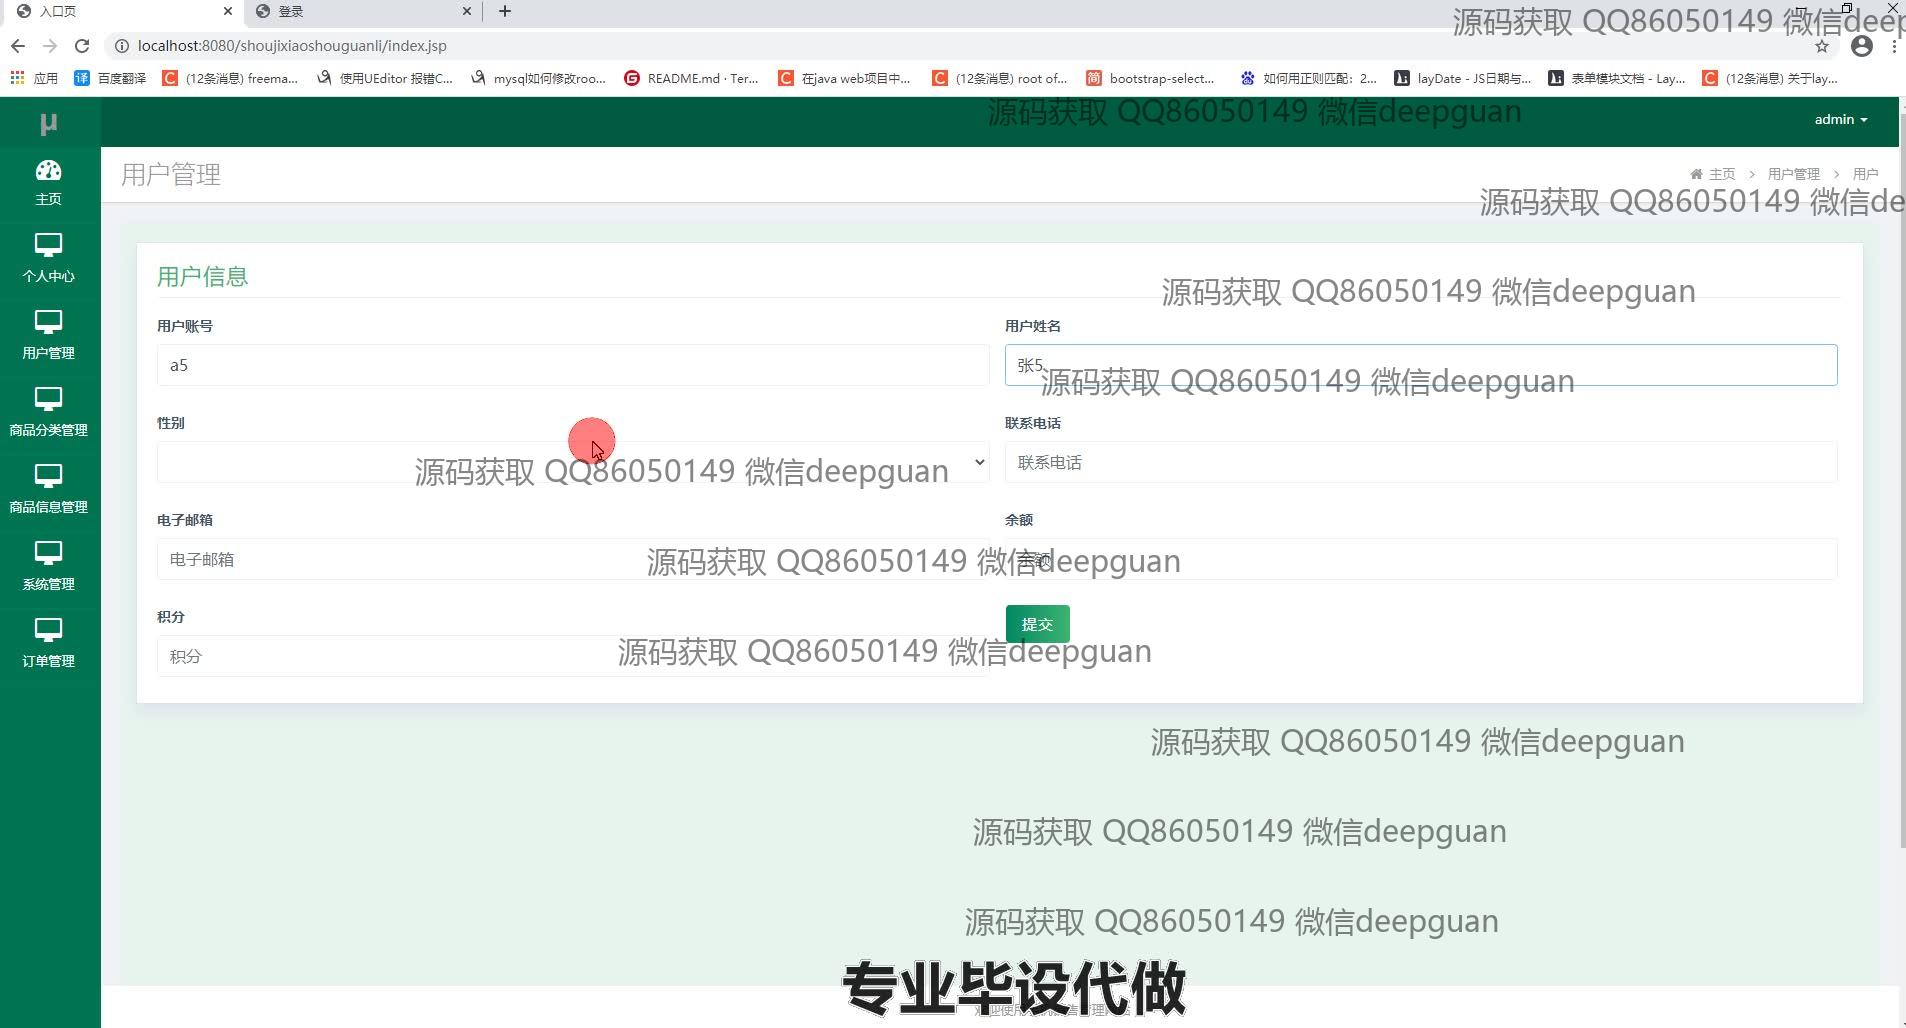 入口页
登录
localhost:8080/shoujixiaoshouguanli/index.jsp
源码获取 QQ86050149 微信deep
应用
百度翻译
(12条消息) freema...
使用UEditor 报错C...
mysql如何修改roo...
README.md · Ter...
在java web项目中...
(12条消息) root of...
bootstrap-select...
如何用正则匹配：2...
layDate - JS日期与...
表单模块文档 - Lay...
(12条消息) 关于lay...
μ
源码获取 QQ86050149 微信deepguan
admin
主页
个人中心
用户管理
商品分类管理
商品信息管理
系统管理
订单管理
用户管理
主页 > 用户管理 > 用户
源码获取 QQ86050149 微信de
用户信息
源码获取 QQ86050149 微信deepguan
用户账号
用户姓名
a5
张5
源码获取 QQ86050149 微信deepguan
性别
联系电话
联系电话
源码获取 QQ86050149 微信deepguan
电子邮箱
余额
电子邮箱
余额
源码获取 QQ86050149 微信deepguan
积分
提交
积分
源码获取 QQ86050149 微信deepguan
源码获取 QQ86050149 微信deepguan
源码获取 QQ86050149 微信deepguan
源码获取 QQ86050149 微信deepguan
专业毕设代做